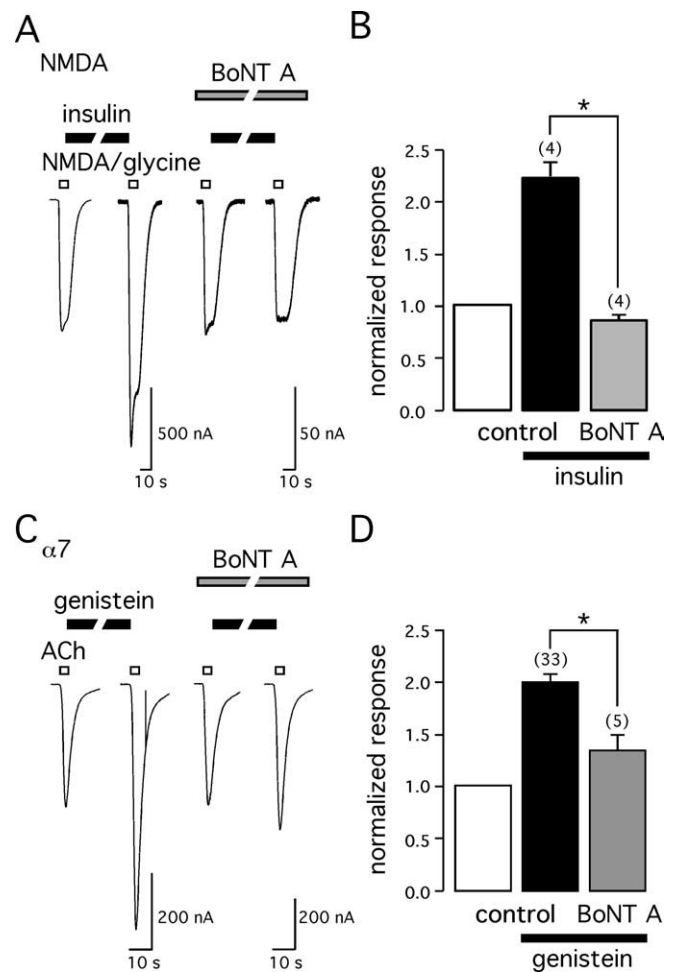 A
NMDA
BoNT A
insulin
NMDA/glycine
500 nA
10 s
50 nA
10 s
B
normalized response
2.5
2.0
1.5
1.0
0.5
0.0
*
(4)
(4)
control BoNT A
insulin
C
α7
BoNT A
genistein
ACh
200 nA
10 s
200 nA
10 s
D
normalized response
2.5
2.0
1.5
1.0
0.5
0.0
*
(33)
(5)
control BoNT A
genistein